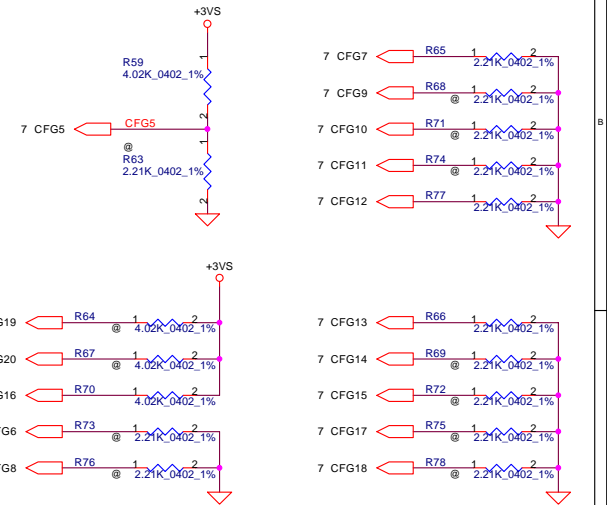 +3VS
1
R59
4.02K_0402_1%
2
7 CFG5
CFG5
1
@
R63
2.21K_0402_1%
2
7 CFG7 R65 1 2
2.21K_0402_1%
7 CFG9 R68 1 2
@ 2.21K_0402_1%
7 CFG10 R71 1 2
@ 2.21K_0402_1%
7 CFG11 R74 1 2
@ 2.21K_0402_1%
7 CFG12 R77 1 2
2.21K_0402_1%
B
+3VS
G19 R64 1 2
@ 4.02K_0402_1%
G20 R67 1 2
@ 4.02K_0402_1%
G16 R70 1 2
4.02K_0402_1%
G6 R73 1 2
@ 2.21K_0402_1%
G8 R76 1 2
@ 2.21K_0402_1%
7 CFG13 R66 1 2
2.21K_0402_1%
7 CFG14 R69 1 2
@ 2.21K_0402_1%
7 CFG15 R72 1 2
@ 2.21K_0402_1%
7 CFG17 R75 1 2
@ 2.21K_0402_1%
7 CFG18 R78 1 2
@ 2.21K_0402_1%